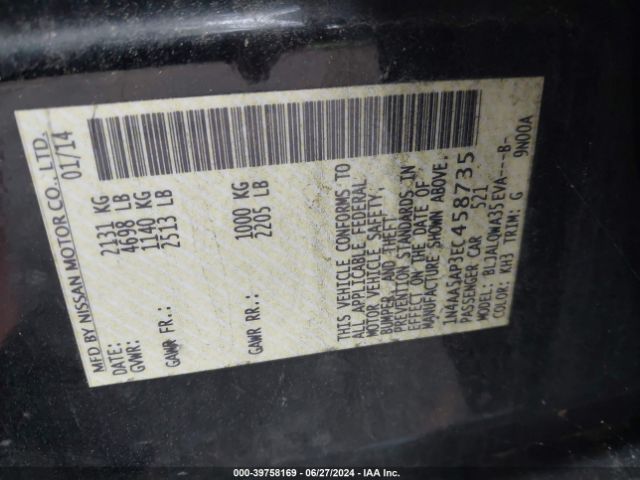 MFD BY NISSAN MOTOR CO., LTD.
DATE: 01/14
GVWR: 2131 KG
4698 LB
GAWR FR.: 1140 KG
2513 LB
GAWR RR.: 1000 KG
2205 LB
THIS VEHICLE CONFORMS TO
ALL APPLICABLE FEDERAL
MOTOR VEHICLE SAFETY,
BUMPER AND THEFT
PREVENTION STANDARDS IN
EFFECT ON THE DATE OF
MANUFACTURE SHOWN ABOVE.
1N4AA5AP3EC458735
PASSENGER CAR 521
MODEL: BLJALOWA35EVA---B-
COLOR: KH3 TRIM: G 9N00A
000-39758169 | 06/27/2024 | IAA Inc.